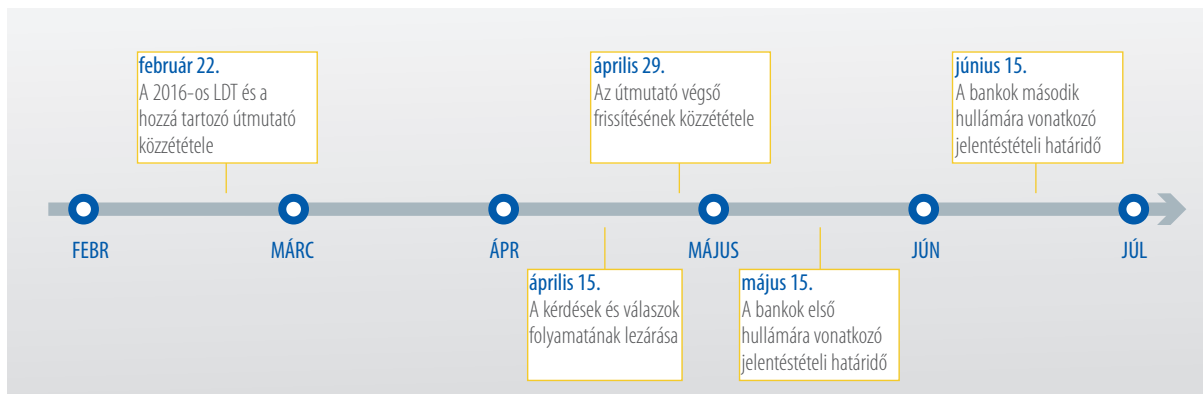 február 22.
A 2016-os LDT és a
hozzá tartozó útmutató
közzététele
április 29.
Az útmutató végső
frissítésének közzététele
június 15.
A bankok második
hullámára vonatkozó
jelentéstételi határidő
FEBR
MÁRC
ÁPR
MÁJUS
JÚN
JÚL
április 15.
A kérdések és válaszok
folyamatának lezárása
május 15.
A bankok első
hullámára vonatkozó
jelentéstételi határidő